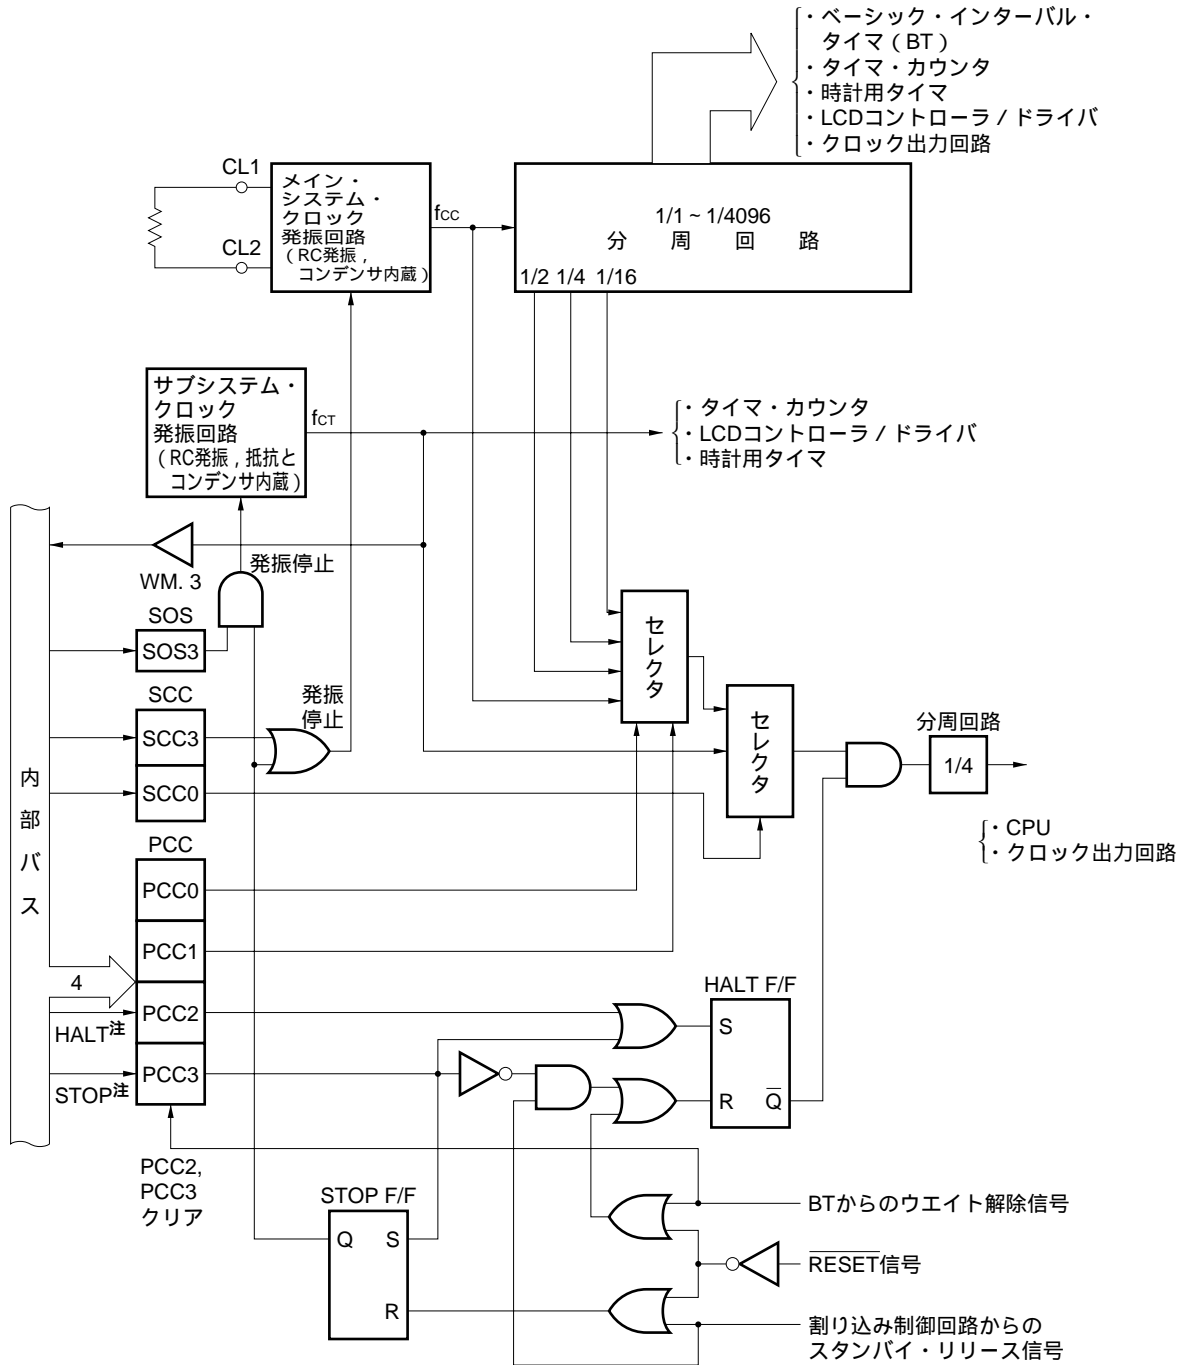 ・ベーシック・インターバル・
タイマ（BT）
・タイマ・カウンタ
・時計用タイマ
・LCDコントローラ / ドライバ
・クロック出力回路
CL1
CL2
メイン・
システム・
クロック
発振回路
（RC発振，
コンデンサ内蔵）
fCC
1/1 ~ 1/4096
分 周 回 路
1/2 1/4 1/16
サブシステム・
クロック
発振回路
（RC発振，抵抗と
コンデンサ内蔵）
fCT
・タイマ・カウンタ
・LCDコントローラ / ドライバ
・時計用タイマ
WM. 3
発振停止
SOS
SOS3
SCC
SCC3
SCC0
発振
停止
セレクタ
セレクタ
分周回路
1/4
・CPU
・クロック出力回路
内部バス
PCC
PCC0
PCC1
PCC2
PCC3
4
HALT注
STOP注
PCC2,
PCC3
クリア
HALT F/F
S
R Q̅
STOP F/F
Q S
R
BTからのウエイト解除信号
R̅E̅S̅E̅T̅信号
割り込み制御回路からの
スタンバイ・リリース信号